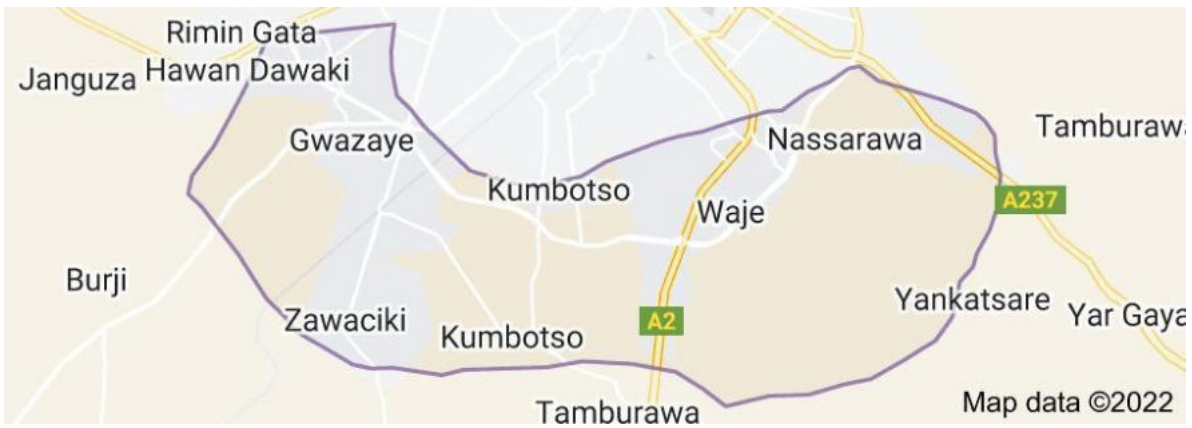 Rimin Gata
Janguza
Hawan Dawaki
Gwazaye
Nassarawa
Tamburawa
Kumbotso
Waje
A237
Burji
Zawaciki
Kumbotso
A2
Yankatsare
Yar Gaya
Tamburawa
Map data ©2022